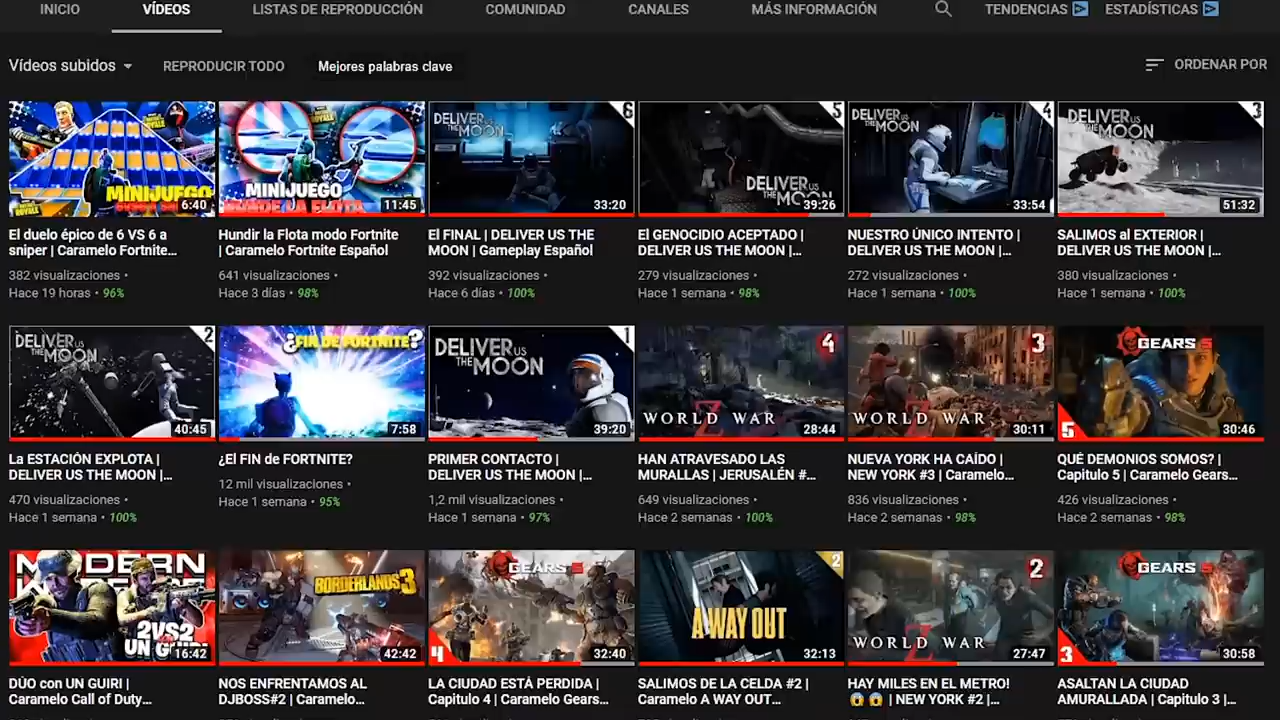 INICIO VÍDEOS LISTAS DE REPRODUCCIÓN COMUNIDAD CANALES MÁS INFORMACIÓN TENDENCIAS ESTADÍSTICAS
Vídeos subidos REPRODUCIR TODO Mejores palabras clave ORDENAR POR
MINIJUEGO
6:40
MINIJUEGO
HUNDE LA FLOTA
11:45
DELIVER US THE MOON
6
33:20
5
DELIVER US THE MOON
39:26
DELIVER US THE MOON
4
33:54
DELIVER US THE MOON
3
51:32
El duelo épico de 6 VS 6 a
sniper | Caramelo Fortnite...
382 visualizaciones •
Hace 19 horas • 96%
Hundir la Flota modo Fortnite
| Caramelo Fortnite Español
641 visualizaciones •
Hace 3 días • 98%
El FINAL | DELIVER US THE
MOON | Gameplay Español
392 visualizaciones •
Hace 6 días • 100%
El GENOCIDIO ACEPTADO |
DELIVER US THE MOON |...
279 visualizaciones •
Hace 1 semana • 98%
NUESTRO ÚNICO INTENTO |
DELIVER US THE MOON |...
272 visualizaciones •
Hace 1 semana • 100%
SALIMOS al EXTERIOR |
DELIVER US THE MOON |...
380 visualizaciones •
Hace 1 semana • 100%
DELIVER US THE MOON
2
40:45
¿FIN DE FORTNITE?
7:58
DELIVER US THE MOON
1
39:20
4
WORLD WAR Z
28:44
3
WORLD WAR Z
30:11
GEARS 5
5
30:46
La ESTACIÓN EXPLOTA |
DELIVER US THE MOON |...
470 visualizaciones •
Hace 1 semana • 100%
¿El FIN de FORTNITE?
12 mil visualizaciones •
Hace 1 semana • 95%
PRIMER CONTACTO |
DELIVER US THE MOON |...
1,2 mil visualizaciones •
Hace 1 semana • 97%
HAN ATRAVESADO LAS
MURALLAS | JERUSALÉN #...
649 visualizaciones •
Hace 2 semanas • 100%
NUEVA YORK HA CAÍDO |
NEW YORK #3 | Caramelo...
836 visualizaciones •
Hace 2 semanas • 98%
QUÉ DEMONIOS SOMOS? |
Capitulo 5 | Caramelo Gears...
426 visualizaciones •
Hace 2 semanas • 98%
MODERN
2VS2
UN GUIRI
16:42
BORDERLANDS 3
42:42
GEARS 5
4
32:40
2
A WAY OUT
32:13
2
WORLD WAR Z
27:47
GEARS 5
3
30:58
DÙO con UN GUIRI |
Caramelo Call of Duty...
NOS ENFRENTAMOS AL
DJBOSS#2 | Caramelo...
LA CIUDAD ESTÁ PERDIDA |
Capitulo 4 | Caramelo Gears...
SALIMOS DE LA CELDA #2 |
Caramelo A WAY OUT...
HAY MILES EN EL METRO!
😱😱 | NEW YORK #2 |...
ASALTAN LA CIUDAD
AMURALLADA | Capitulo 3 |...